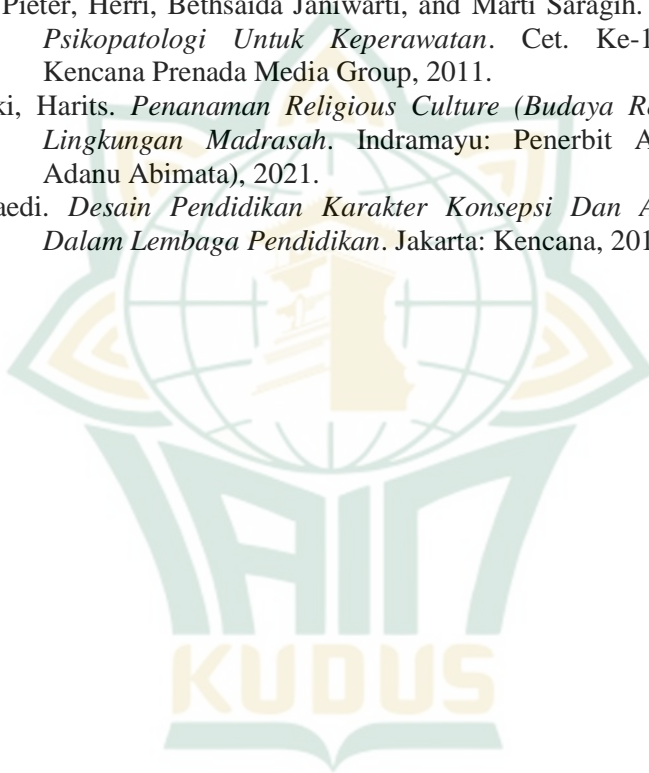 Pieter, Herri, Bethsaida Janiwarti, and Marti Saragih.
Psikopatologi Untuk Keperawatan. Cet. Ke-1
Kencana Prenada Media Group, 2011.
ki, Harits. Penanaman Religious Culture (Budaya Re
Lingkungan Madrasah. Indramayu: Penerbit A
Adanu Abimata), 2021.
aedi. Desain Pendidikan Karakter Konsepsi Dan A
Dalam Lembaga Pendidikan. Jakarta: Kencana, 201
IAIN
KUDUS